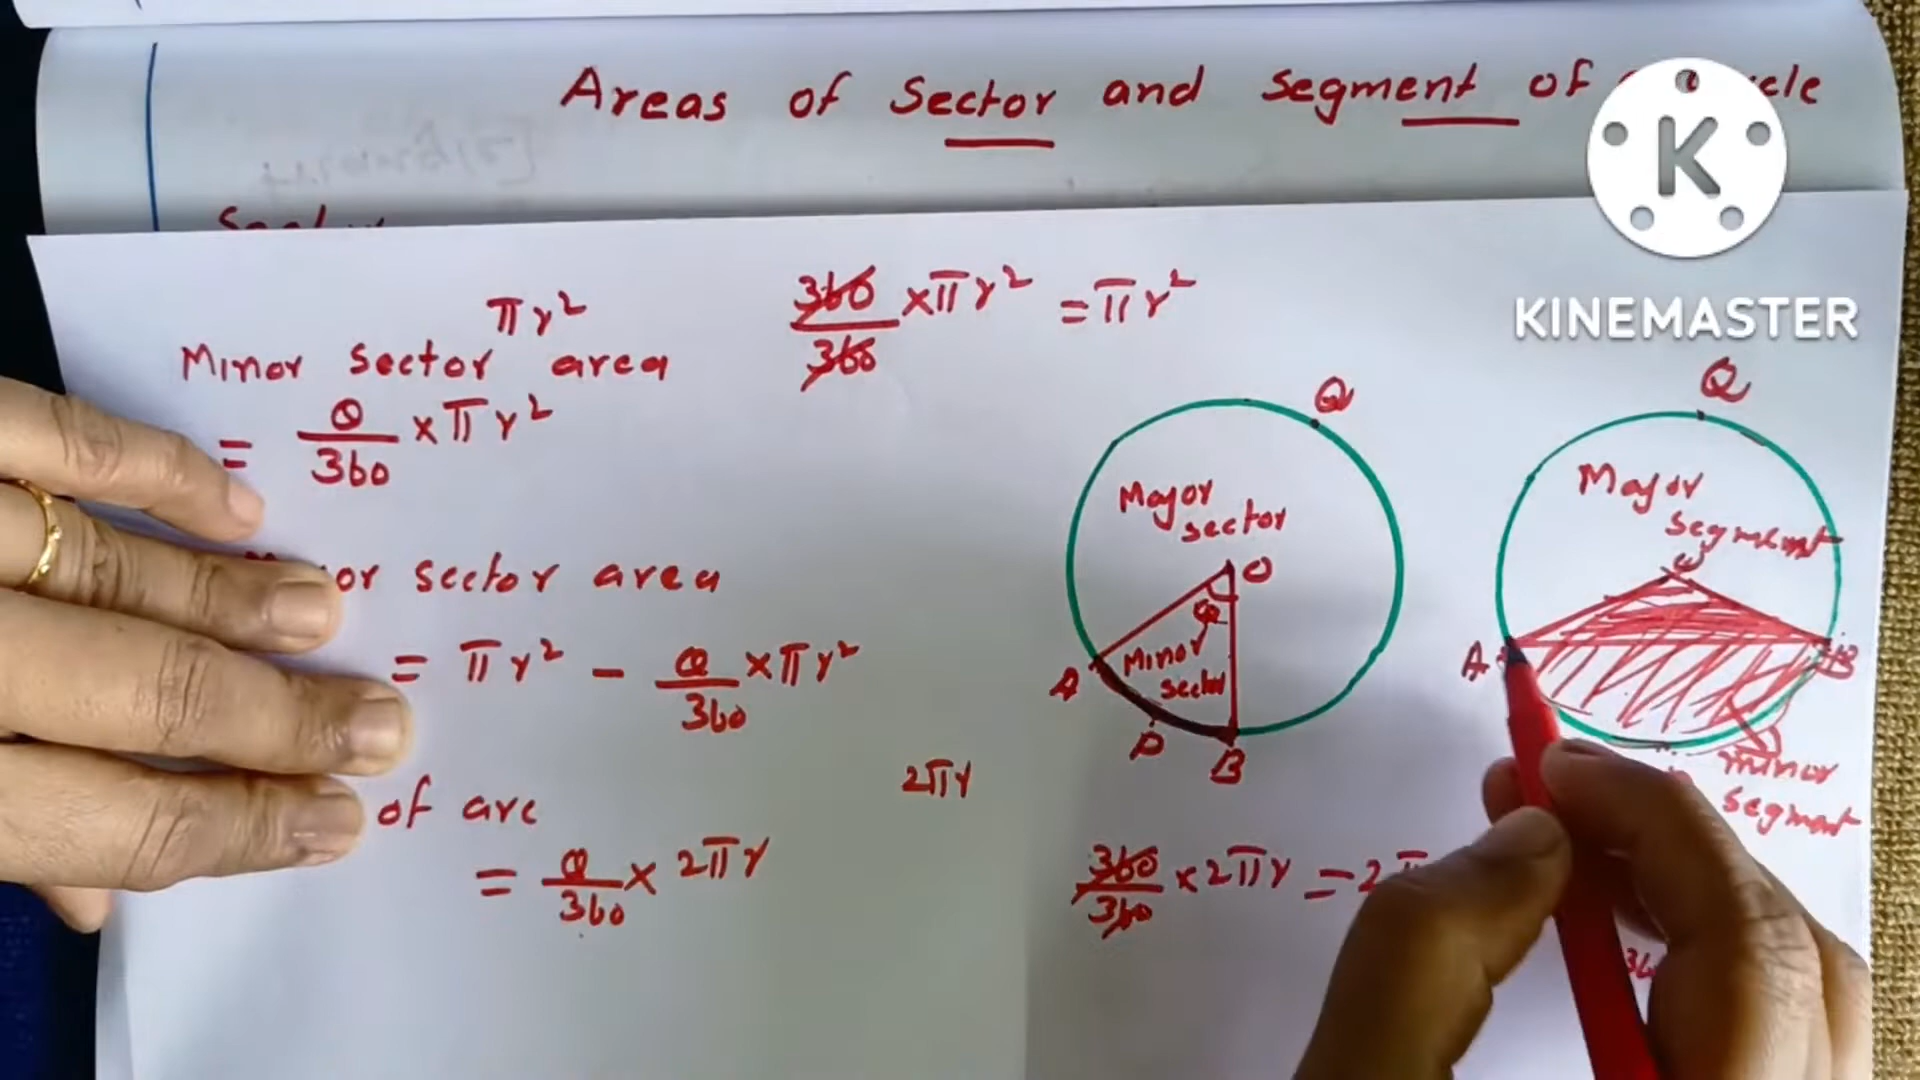 Areas of Sector and Segment of
πr²
Minor sector area
= θ/360 × πr²
360/360 × πr² = πr²
or sector area
= πr² - θ/360 × πr²
of arc
= θ/360 × 2πr
2πr
360/360 × 2πr = 2π
Q
Major
sector
O
θ
Minor
sector
A
P
B
Q
Major
segment
A
B
minor
segment
K
KINEMASTER